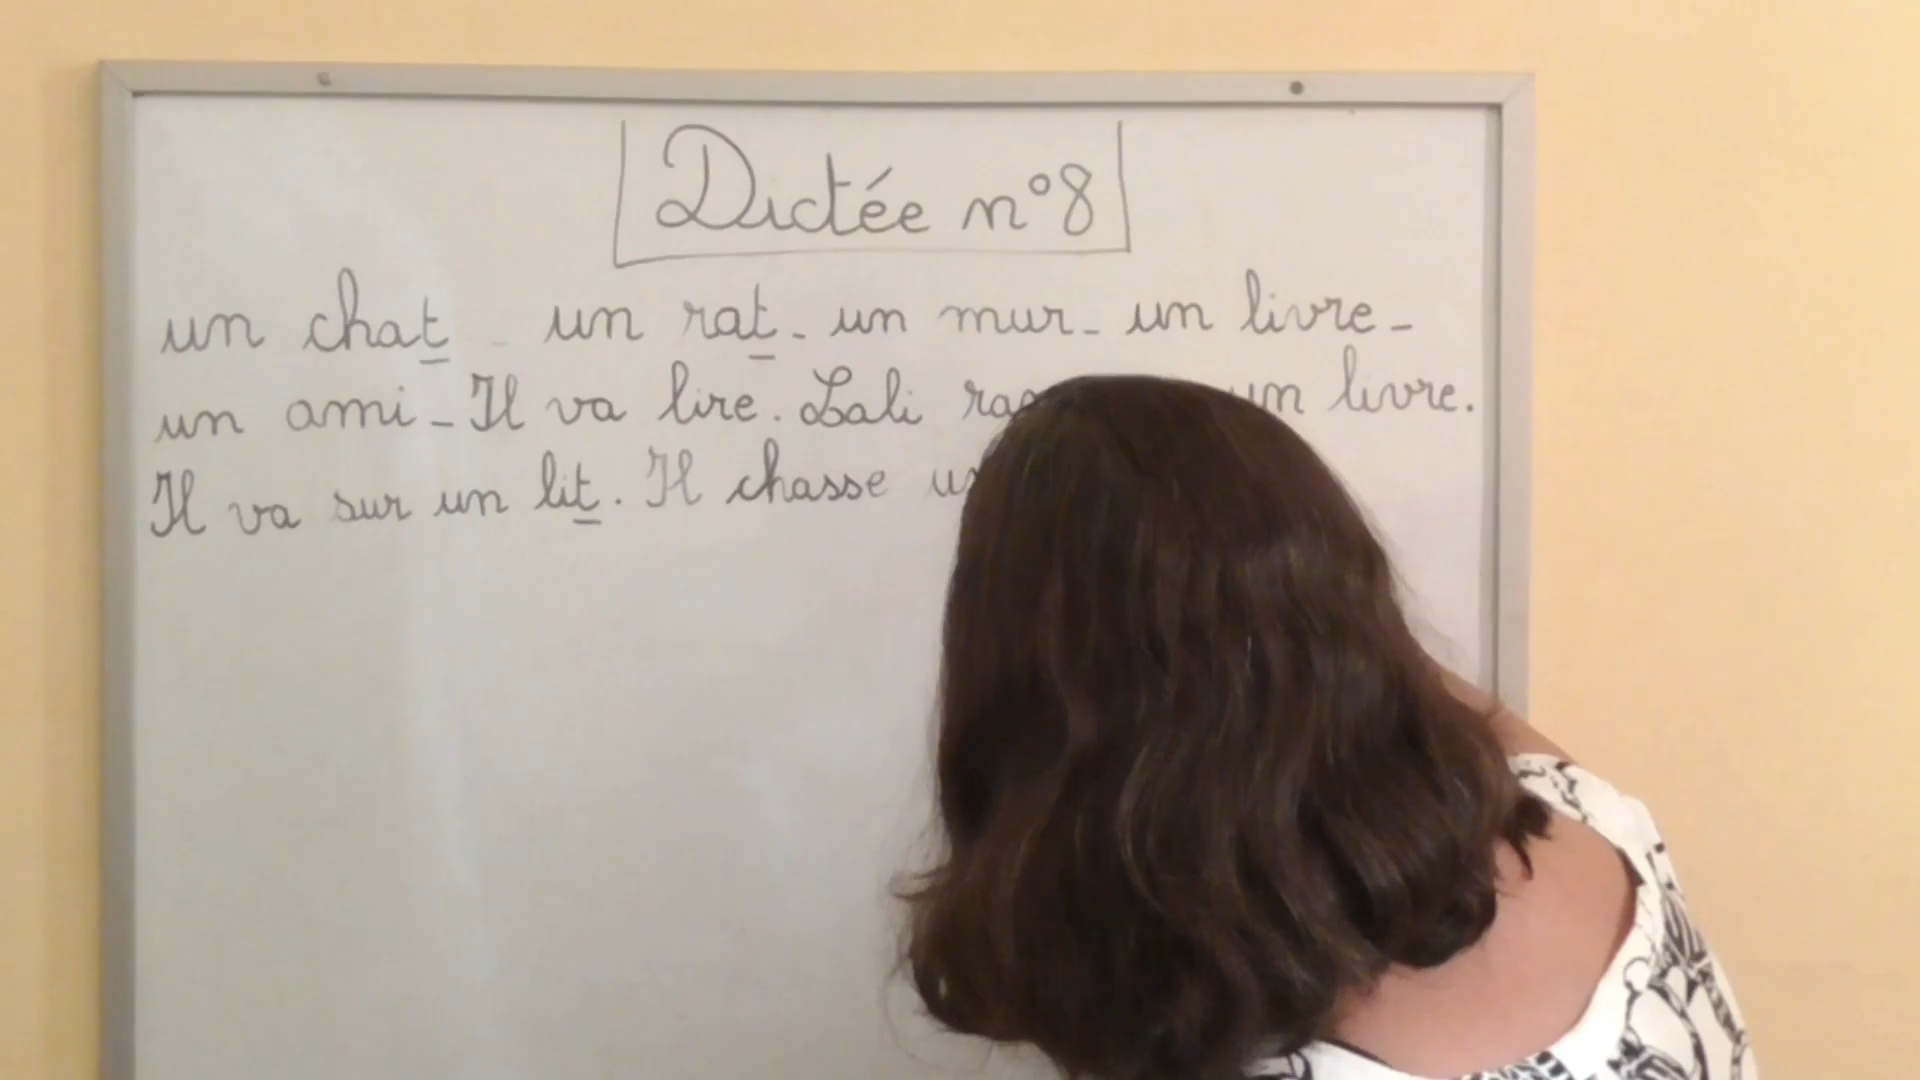 Dictée n°8
un chat - un rat - un mur - un livre -
un ami - Il va lire. Lali un livre.
Il va sur un lit. Il chasse